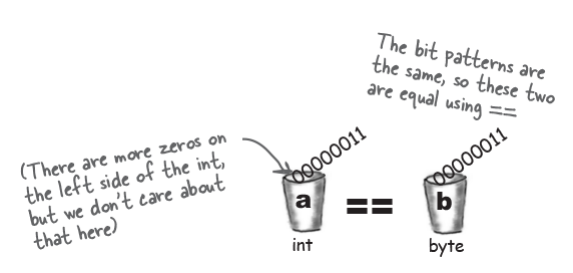 The bit patterns are
the same, so these two
are equal using ==
(There are more zeros on
the left side of the int,
but we don't care about
that here)
00000011
00000011
a == b
int
byte